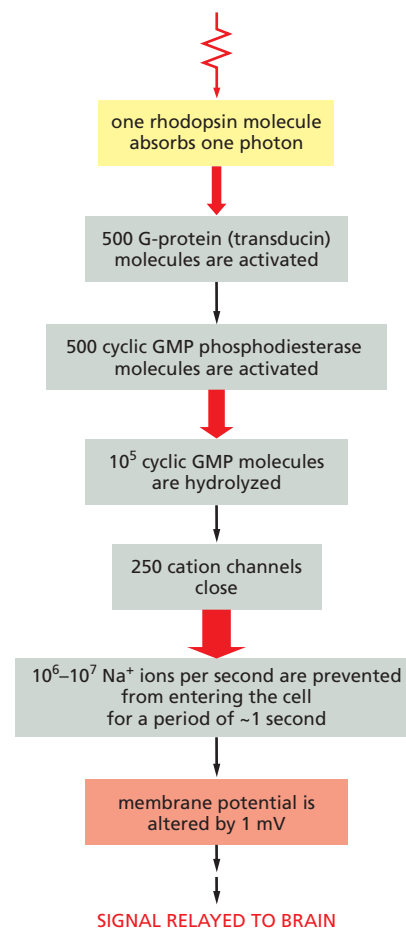 one rhodopsin molecule
absorbs one photon
500 G-protein (transducin)
molecules are activated
500 cyclic GMP phosphodiesterase
molecules are activated
10⁵ cyclic GMP molecules
are hydrolyzed
250 cation channels
close
10⁶–10⁷ Na⁺ ions per second are prevented
from entering the cell
for a period of ~1 second
membrane potential is
altered by 1 mV
SIGNAL RELAYED TO BRAIN